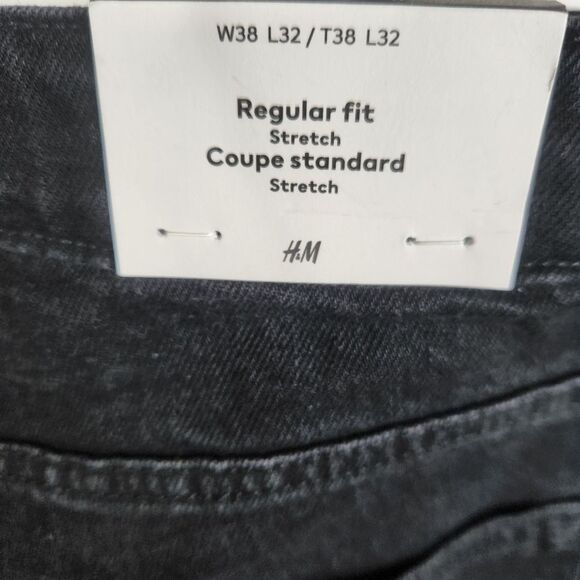 W38 L32 / T38 L32
Regular fit
Stretch
Coupe standard
Stretch
H&M